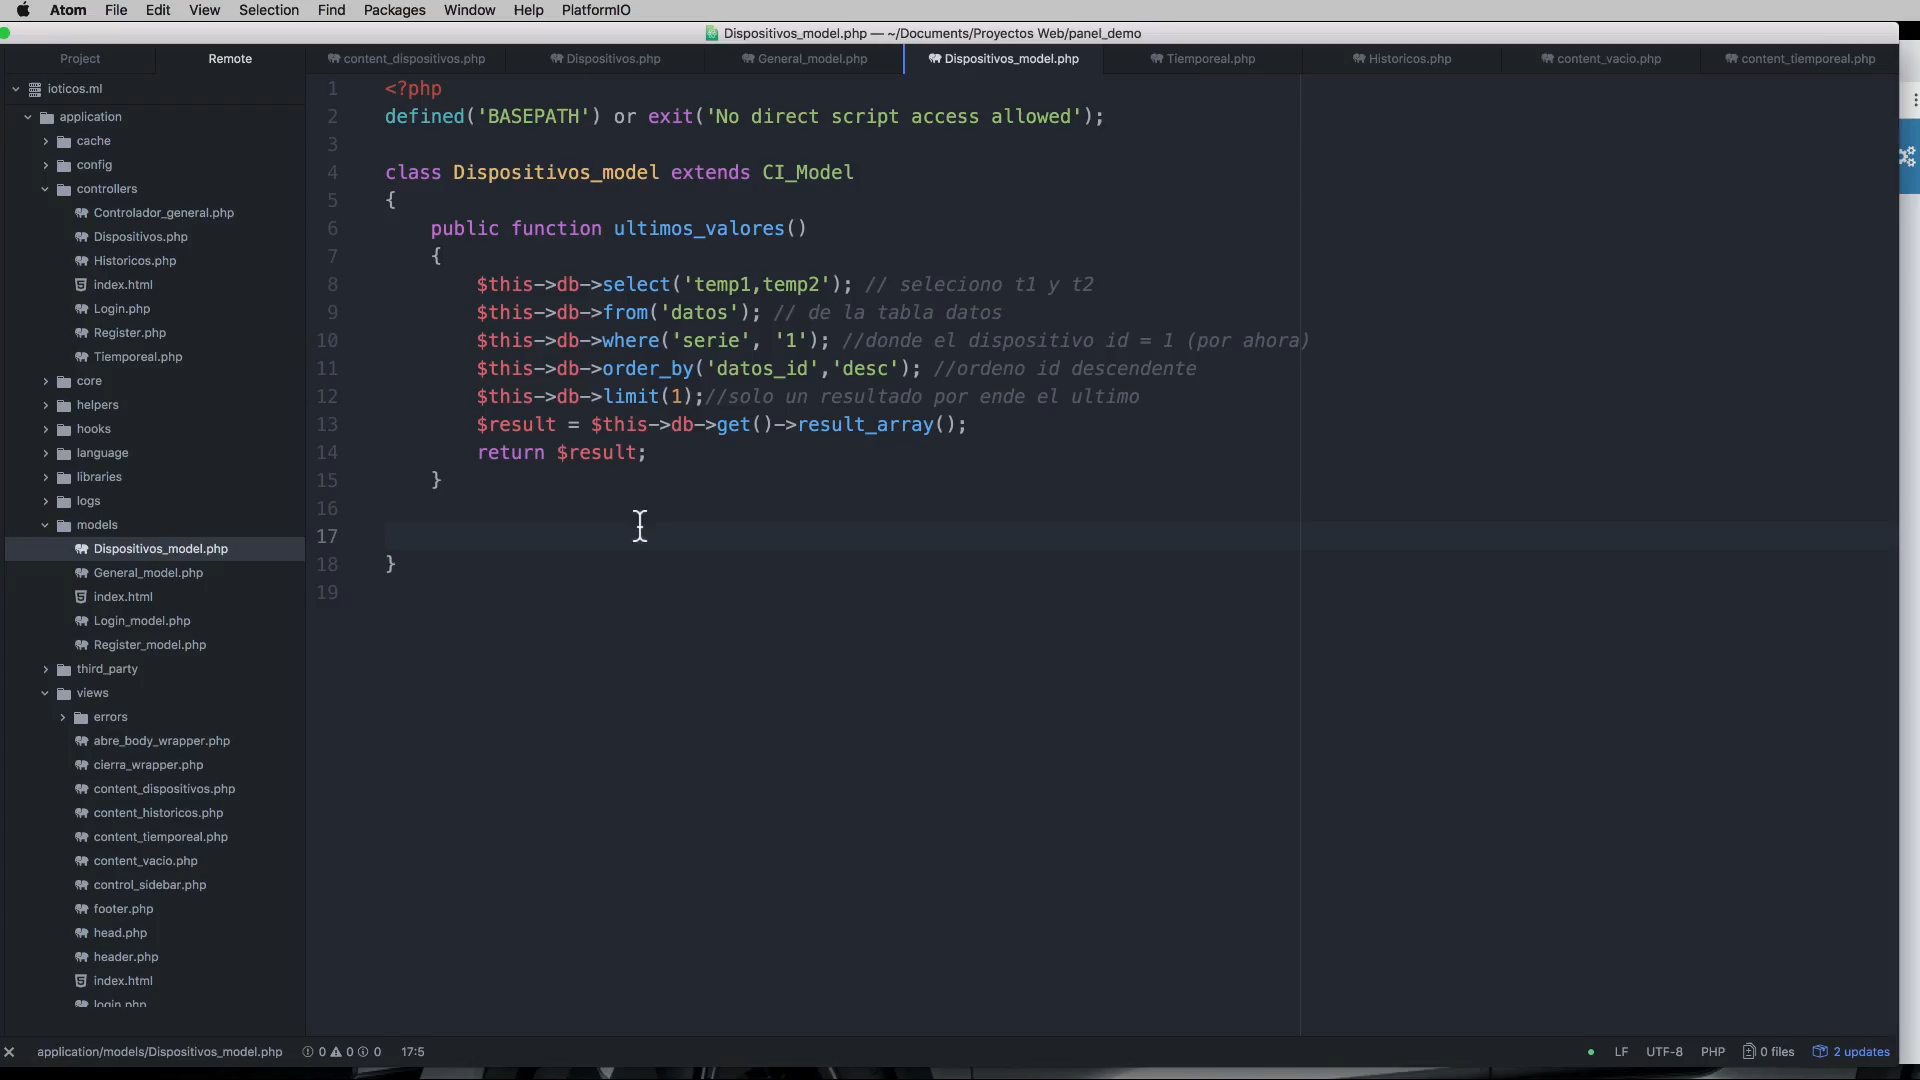 Atom File Edit View Selection Find Packages Window Help PlatformIO
Dispositivos_model.php — ~/Documents/Proyectos Web/panel_demo
Project Remote
content_dispositivos.php Dispositivos.php General_model.php Dispositivos_model.php Tiemporeal.php Historicos.php content_vacio.php content_tiemporeal.php
ioticos.ml
application
cache
config
controllers
Controlador_general.php
Dispositivos.php
Historicos.php
index.html
Login.php
Register.php
Tiemporeal.php
core
helpers
hooks
language
libraries
logs
models
Dispositivos_model.php
General_model.php
index.html
Login_model.php
Register_model.php
third_party
views
errors
abre_body_wrapper.php
cierra_wrapper.php
content_dispositivos.php
content_historicos.php
content_tiemporeal.php
content_vacio.php
control_sidebar.php
footer.php
head.php
header.php
index.html
login.php
1 <?php
2 defined('BASEPATH') or exit('No direct script access allowed');
3
4 class Dispositivos_model extends CI_Model
5 {
6 public function ultimos_valores()
7 {
8 $this->db->select('temp1,temp2'); // seleciono t1 y t2
9 $this->db->from('datos'); // de la tabla datos
10 $this->db->where('serie', '1'); //donde el dispositivo id = 1 (por ahora)
11 $this->db->order_by('datos_id','desc'); //ordeno id descendente
12 $this->db->limit(1);//solo un resultado por ende el ultimo
13 $result = $this->db->get()->result_array();
14 return $result;
15 }
16
17
18 }
19
application/models/Dispositivos_model.php 0 0 0 17:5 LF UTF-8 PHP 0 files 2 updates